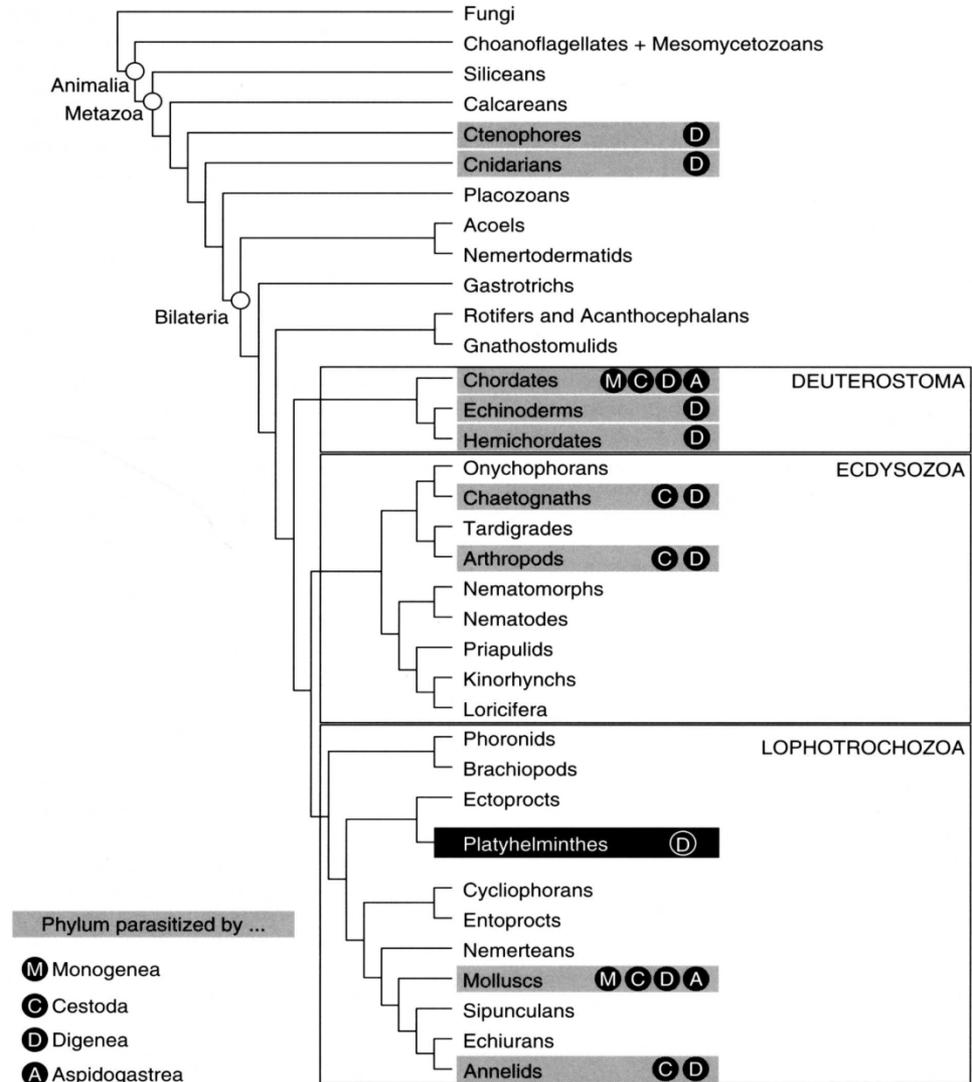 Fungi
Choanoflagellates + Mesomycetozoans
Animalia
Siliceans
Metazoa
Calcareans
Ctenophores D
Cnidarians D
Placozoans
Acoels
Nemertodermatids
Bilateria
Gastrotrichs
Rotifers and Acanthocephalans
Gnathostomulids
Chordates M C D A DEUTEROSTOMA
Echinoderms D
Hemichordates D
Onychophorans ECDYSOZOA
Chaetognaths C D
Tardigrades
Arthropods C D
Nematomorphs
Nematodes
Priapulids
Kinorhynchs
Loricifera
Phoronids LOPHOTROCHOZOA
Brachiopods
Ectoprocts
Platyhelminthes D
Cycliophorans
Entoprocts
Nemerteans
Molluscs M C D A
Sipunculans
Echiurans
Annelids C D
Phylum parasitized by ...
M Monogenea
C Cestoda
D Digenea
A Aspidogastrea